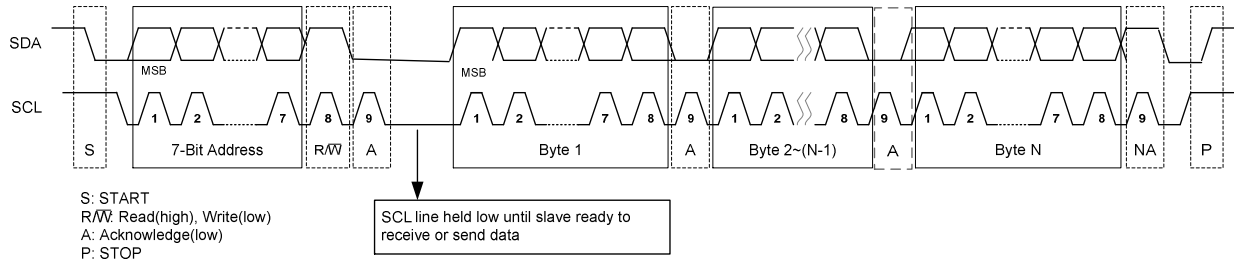 SDA
MSB
MSB
SCL
1 2 7 8 9 1 2 7 8 9 1 2 8 9 1 2 7 8 9
S 7-Bit Address R/W̅ A Byte 1 A Byte 2~(N-1) A Byte N NA P
S: START
R/W̅: Read(high), Write(low)
A: Acknowledge(low)
P: STOP
SCL line held low until slave ready to
receive or send data